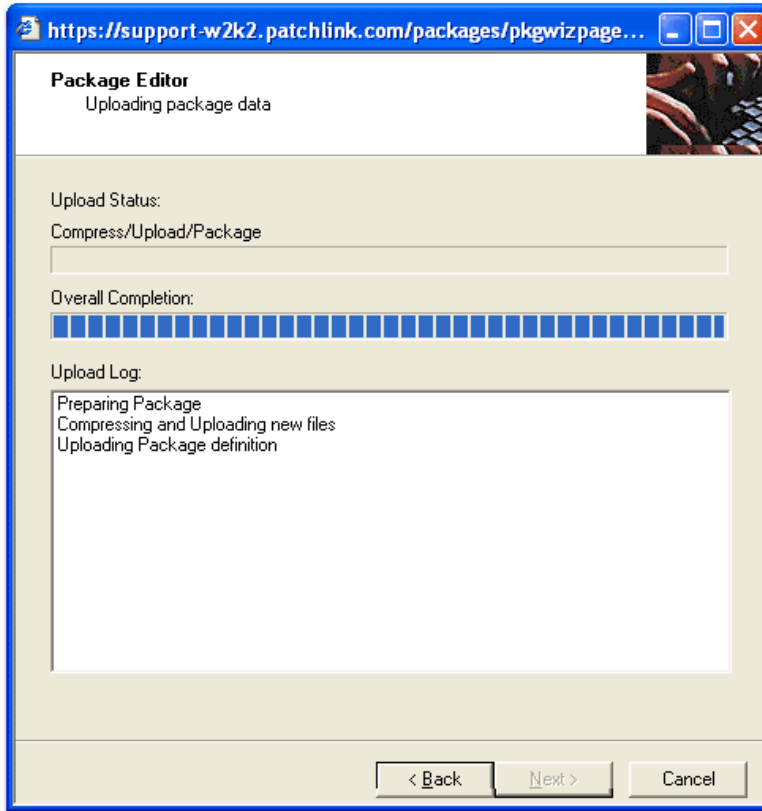 https://support-w2k2.patchlink.com/packages/pkgwizpage...
Package Editor
Uploading package data
Upload Status:
Compress/Upload/Package
Overall Completion:
Upload Log:
Preparing Package
Compressing and Uploading new files
Uploading Package definition
< Back
Next >
Cancel